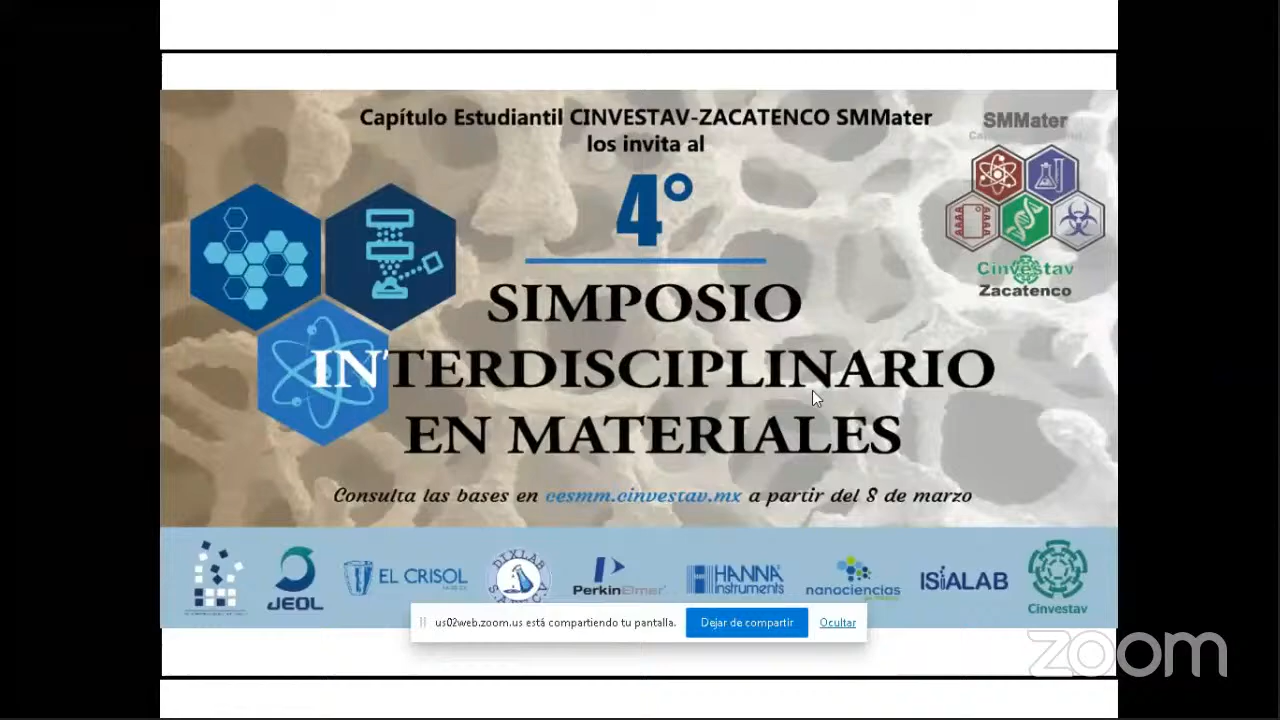 Capítulo Estudiantil CINVESTAV-ZACATENCO SMMater
los invita al
4°
SIMPOSIO
INTERDISCIPLINARIO
EN MATERIALES
Consulta las bases en cesmm.cinvestav.mx a partir del 8 de marzo
SMMater
Cinvestav
Zacatenco
JEOL
EL CRISOL
DIXLAB
PerkinElmer
HANNA
instruments
nanociencias
ISiALAB
Cinvestav
us02web.zoom.us está compartiendo tu pantalla.
Dejar de compartir
Ocultar
zoom